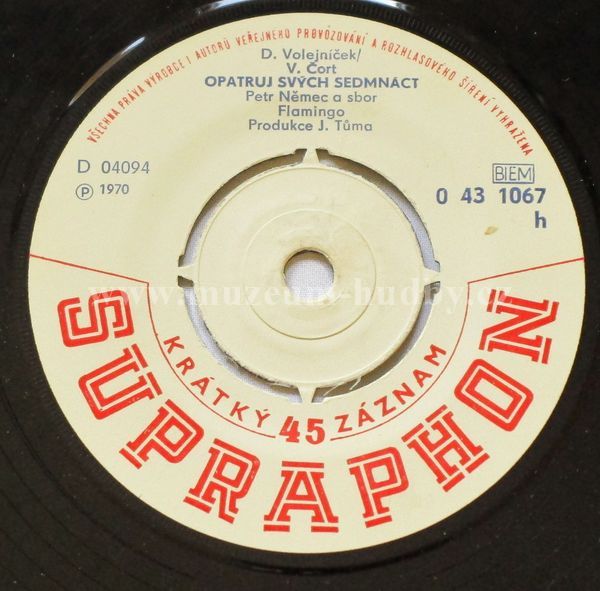 VŠECHNA PRÁVA VÝROBCE I AUTORŮ VEŘEJNÉHO PROVOZOVÁNÍ A ROZHLASOVÉHO ŠÍŘENÍ VYHRAŽENA
D. Volejníček/
V. Čort
OPATRUJ SVÝCH SEDMNÁCT
Petr Němec a sbor
Flamingo
Produkce J. Tůma
D 04094
Ⓟ 1970
BIEM
0 43 1067
h
www.muzeum-hudby.cz
KRÁTKÝ 45 ZÁZNAM
SUPRAPHON